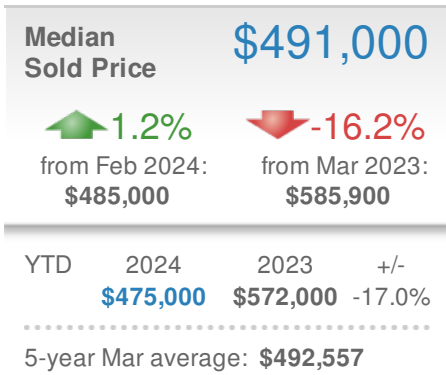 Median
Sold Price
$491,000
1.2%
from Feb 2024:
$485,000
-16.2%
from Mar 2023:
$585,900
YTD 2024 2023 +/-
$475,000 $572,000 -17.0%
5-year Mar average: $492,557